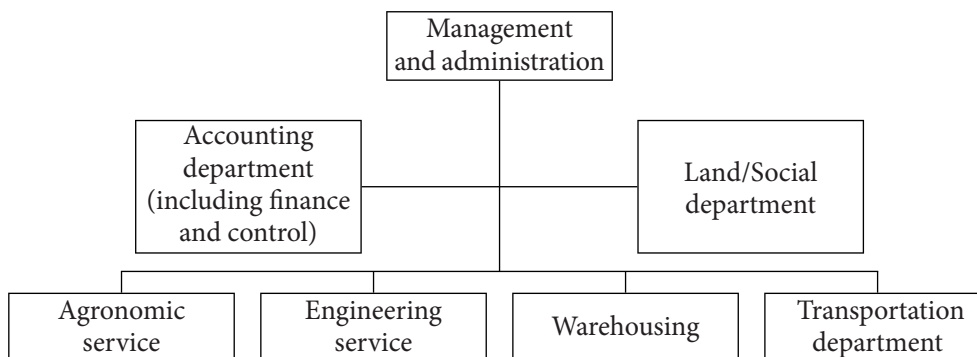 Management
and administration
Accounting
department
(including finance
and control)
Land/Social
department
Agronomic
service
Engineering
service
Warehousing
Transportation
department